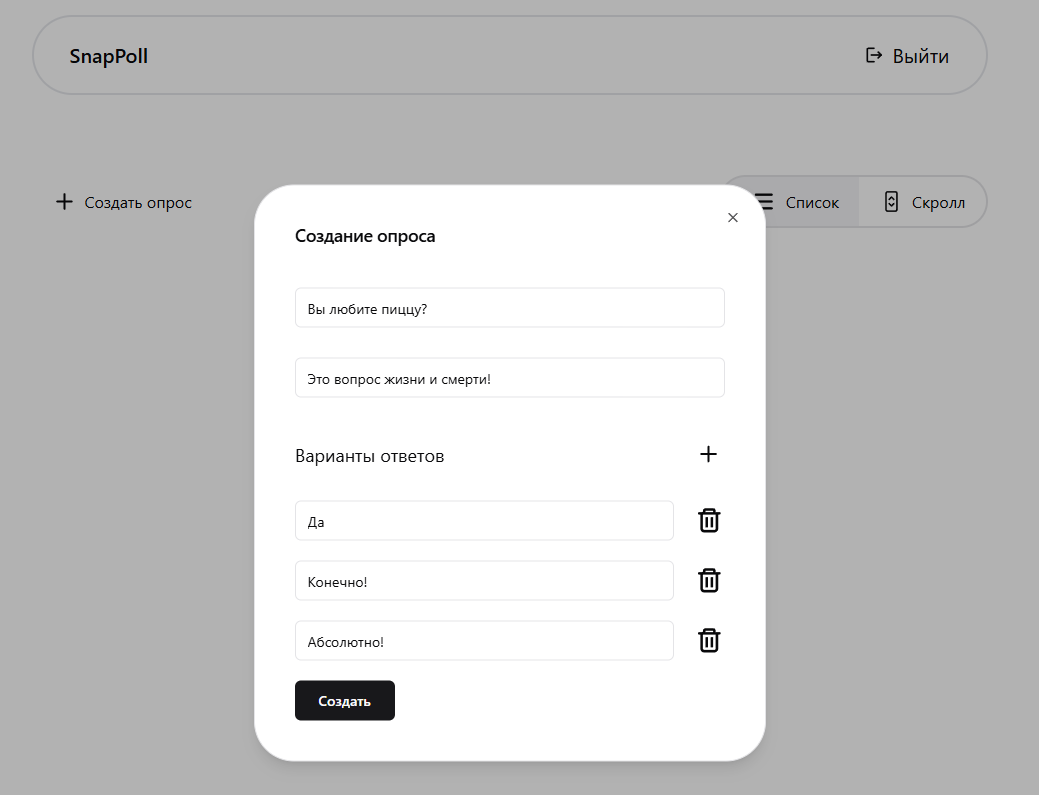 SnapPoll
Выйти
Создать опрос
Список
Скролл
Создание опроса
Вы любите пиццу?
Это вопрос жизни и смерти!
Варианты ответов
Да
Конечно!
Абсолютно!
Создать